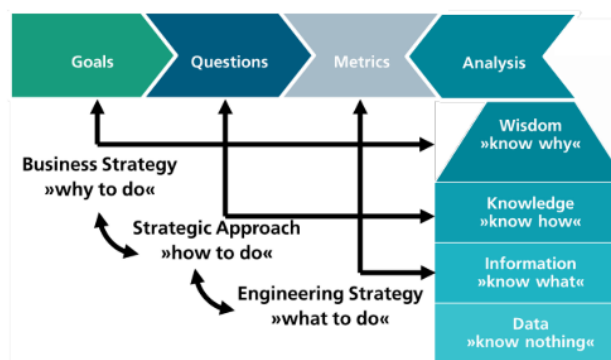 Goals
Questions
Metrics
Analysis
Wisdom
»know why«
Business Strategy
»why to do«
Knowledge
»know how«
Strategic Approach
»how to do«
Information
»know what«
Engineering Strategy
»what to do«
Data
»know nothing«